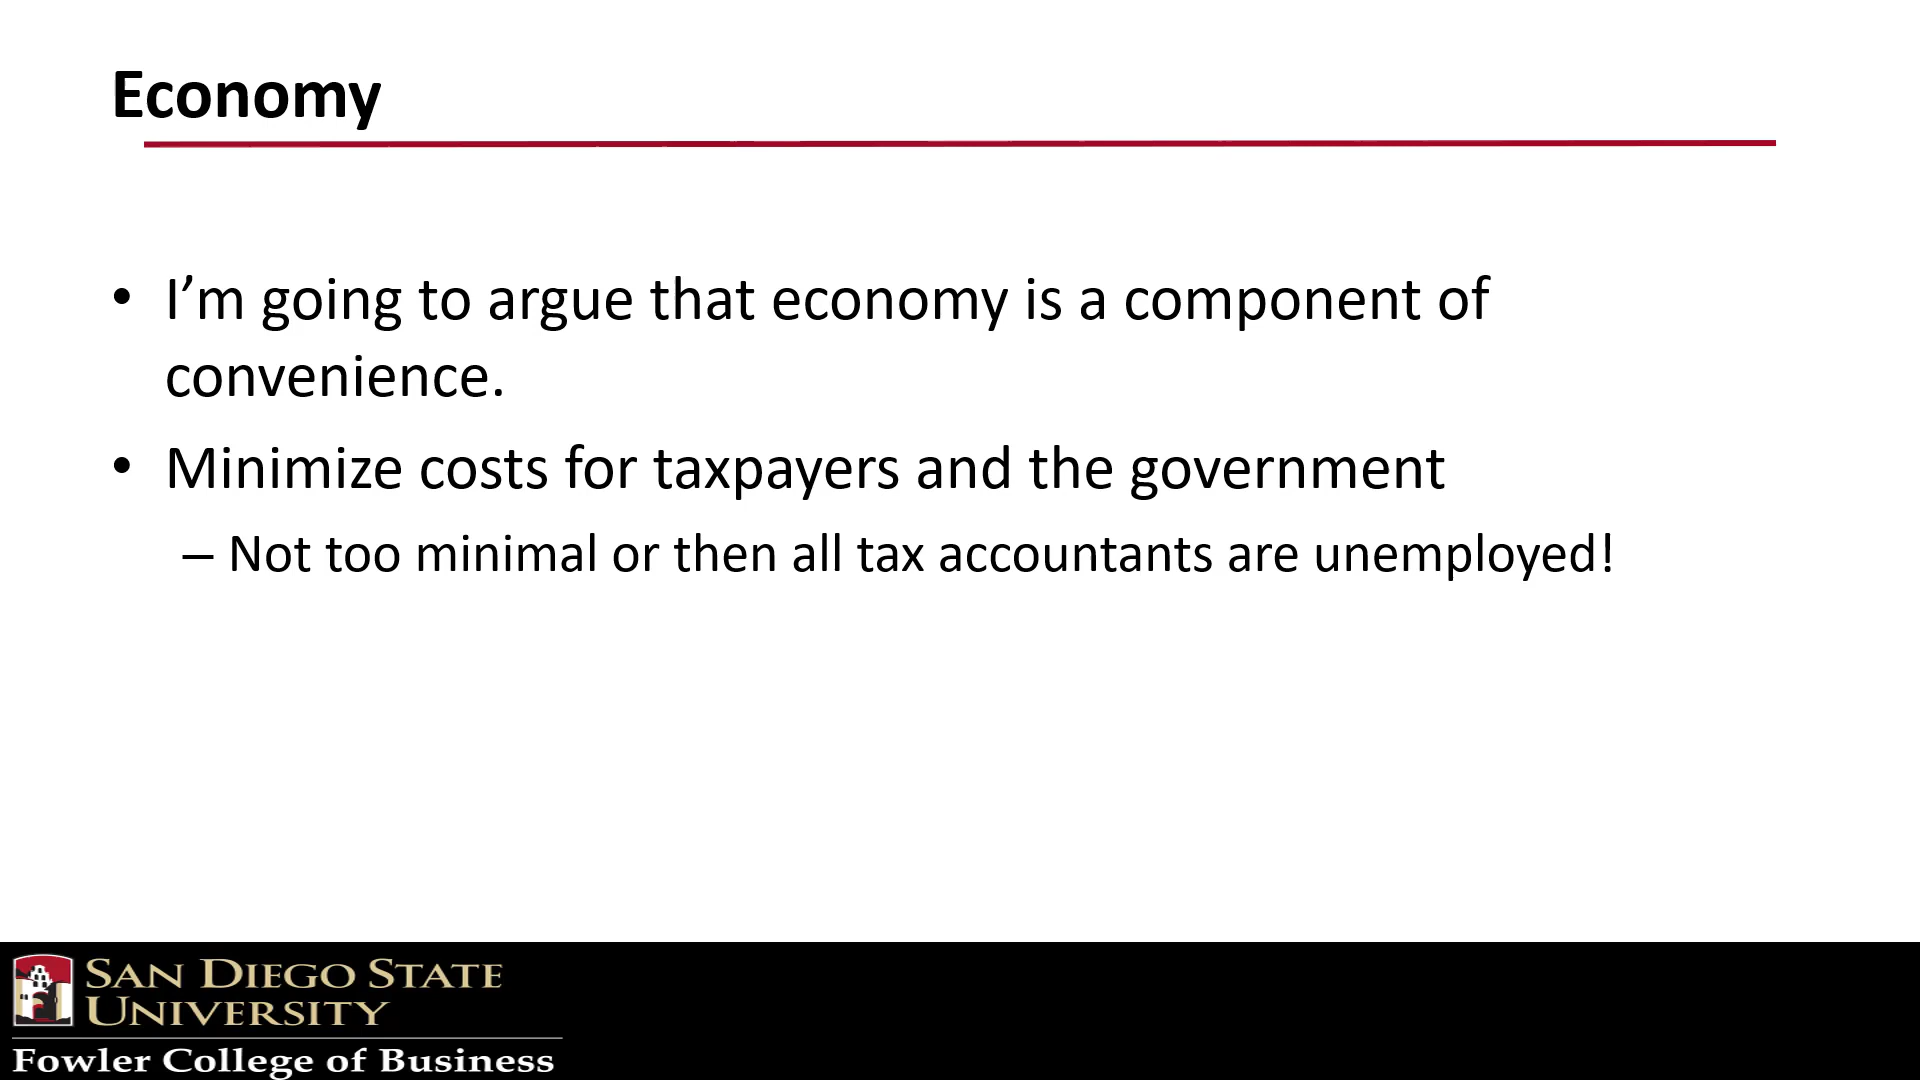 Economy
• I’m going to argue that economy is a component of
convenience.
• Minimize costs for taxpayers and the government
– Not too minimal or then all tax accountants are unemployed!
SAN DIEGO STATE
UNIVERSITY
Fowler College of Business